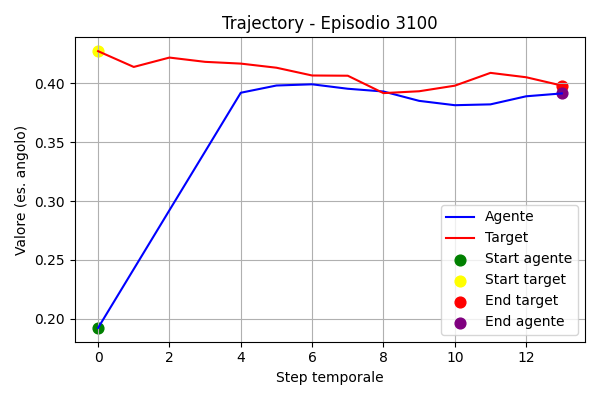 Trajectory - Episodio 3100
Valore (es. angolo)
0.40
0.35
0.30
0.25
0.20
0 2 4 6 8 10 12
Step temporale
Agente
Target
Start agente
Start target
End target
End agente